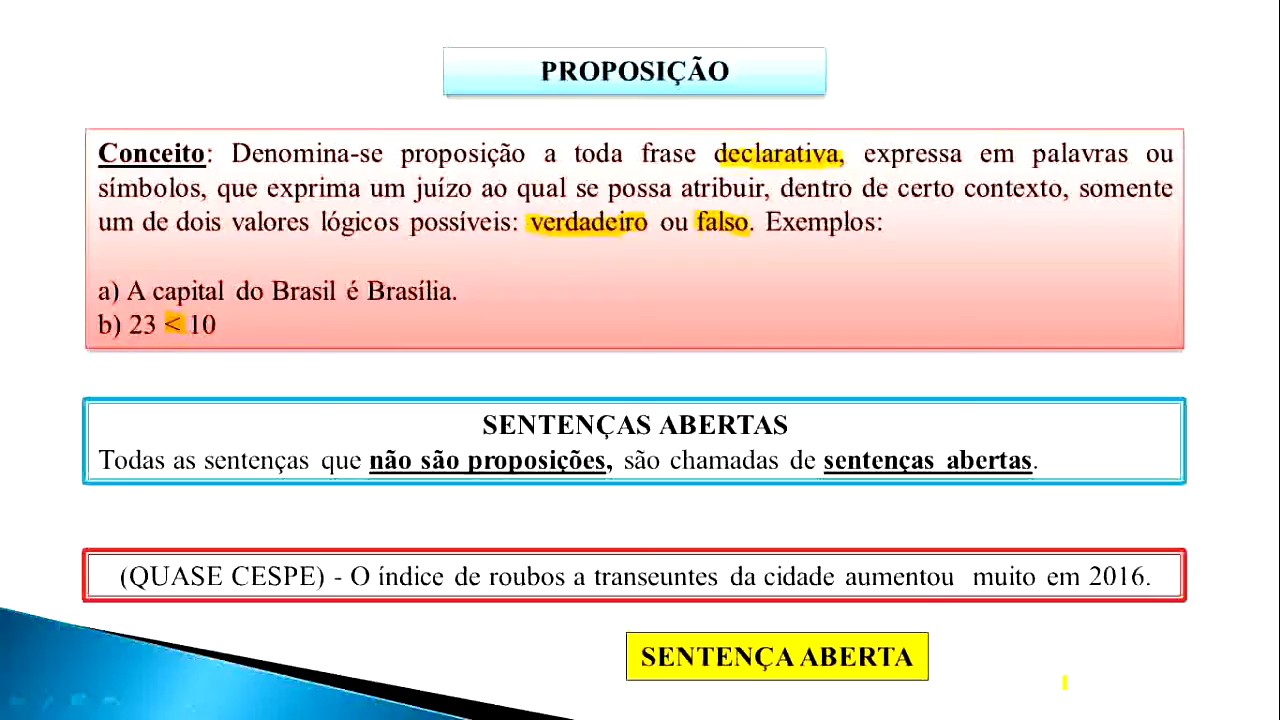 PROPOSIÇÃO
Conceito: Denomina-se proposição a toda frase declarativa, expressa em palavras ou
símbolos, que exprima um juízo ao qual se possa atribuir, dentro de certo contexto, somente
um de dois valores lógicos possíveis: verdadeiro ou falso. Exemplos:
a) A capital do Brasil é Brasília.
b) 23 < 10
SENTENÇAS ABERTAS
Todas as sentenças que não são proposições, são chamadas de sentenças abertas.
(QUASE CESPE) - O índice de roubos a transeuntes da cidade aumentou muito em 2016.
SENTENÇA ABERTA
1